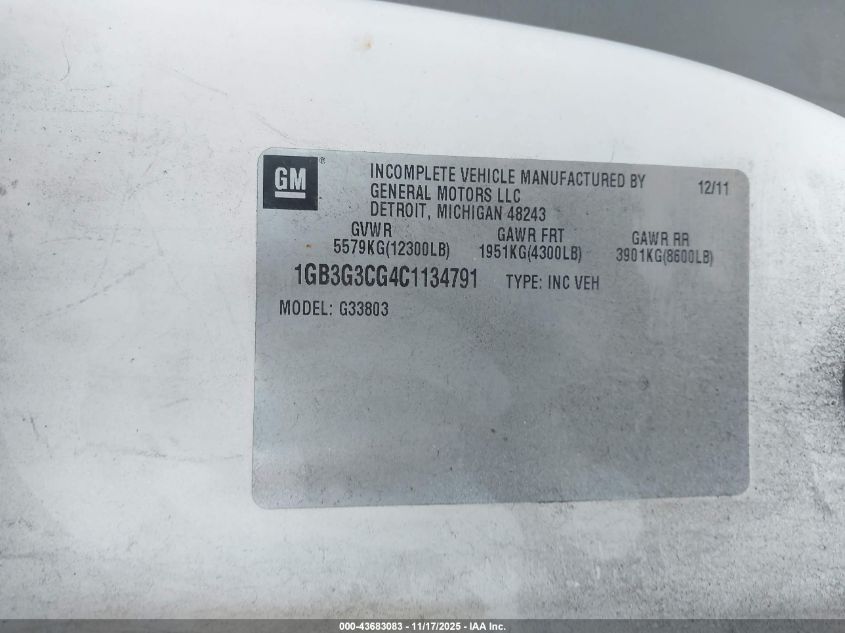 GM ®
INCOMPLETE VEHICLE MANUFACTURED BY 12/11
GENERAL MOTORS LLC
DETROIT, MICHIGAN 48243
GVWR GAWR FRT GAWR RR
5579KG(12300LB) 1951KG(4300LB) 3901KG(8600LB)
1GB3G3CG4C1134791 TYPE: INC VEH
MODEL: G33803
000-43683083 - 11/17/2025 - IAA Inc.